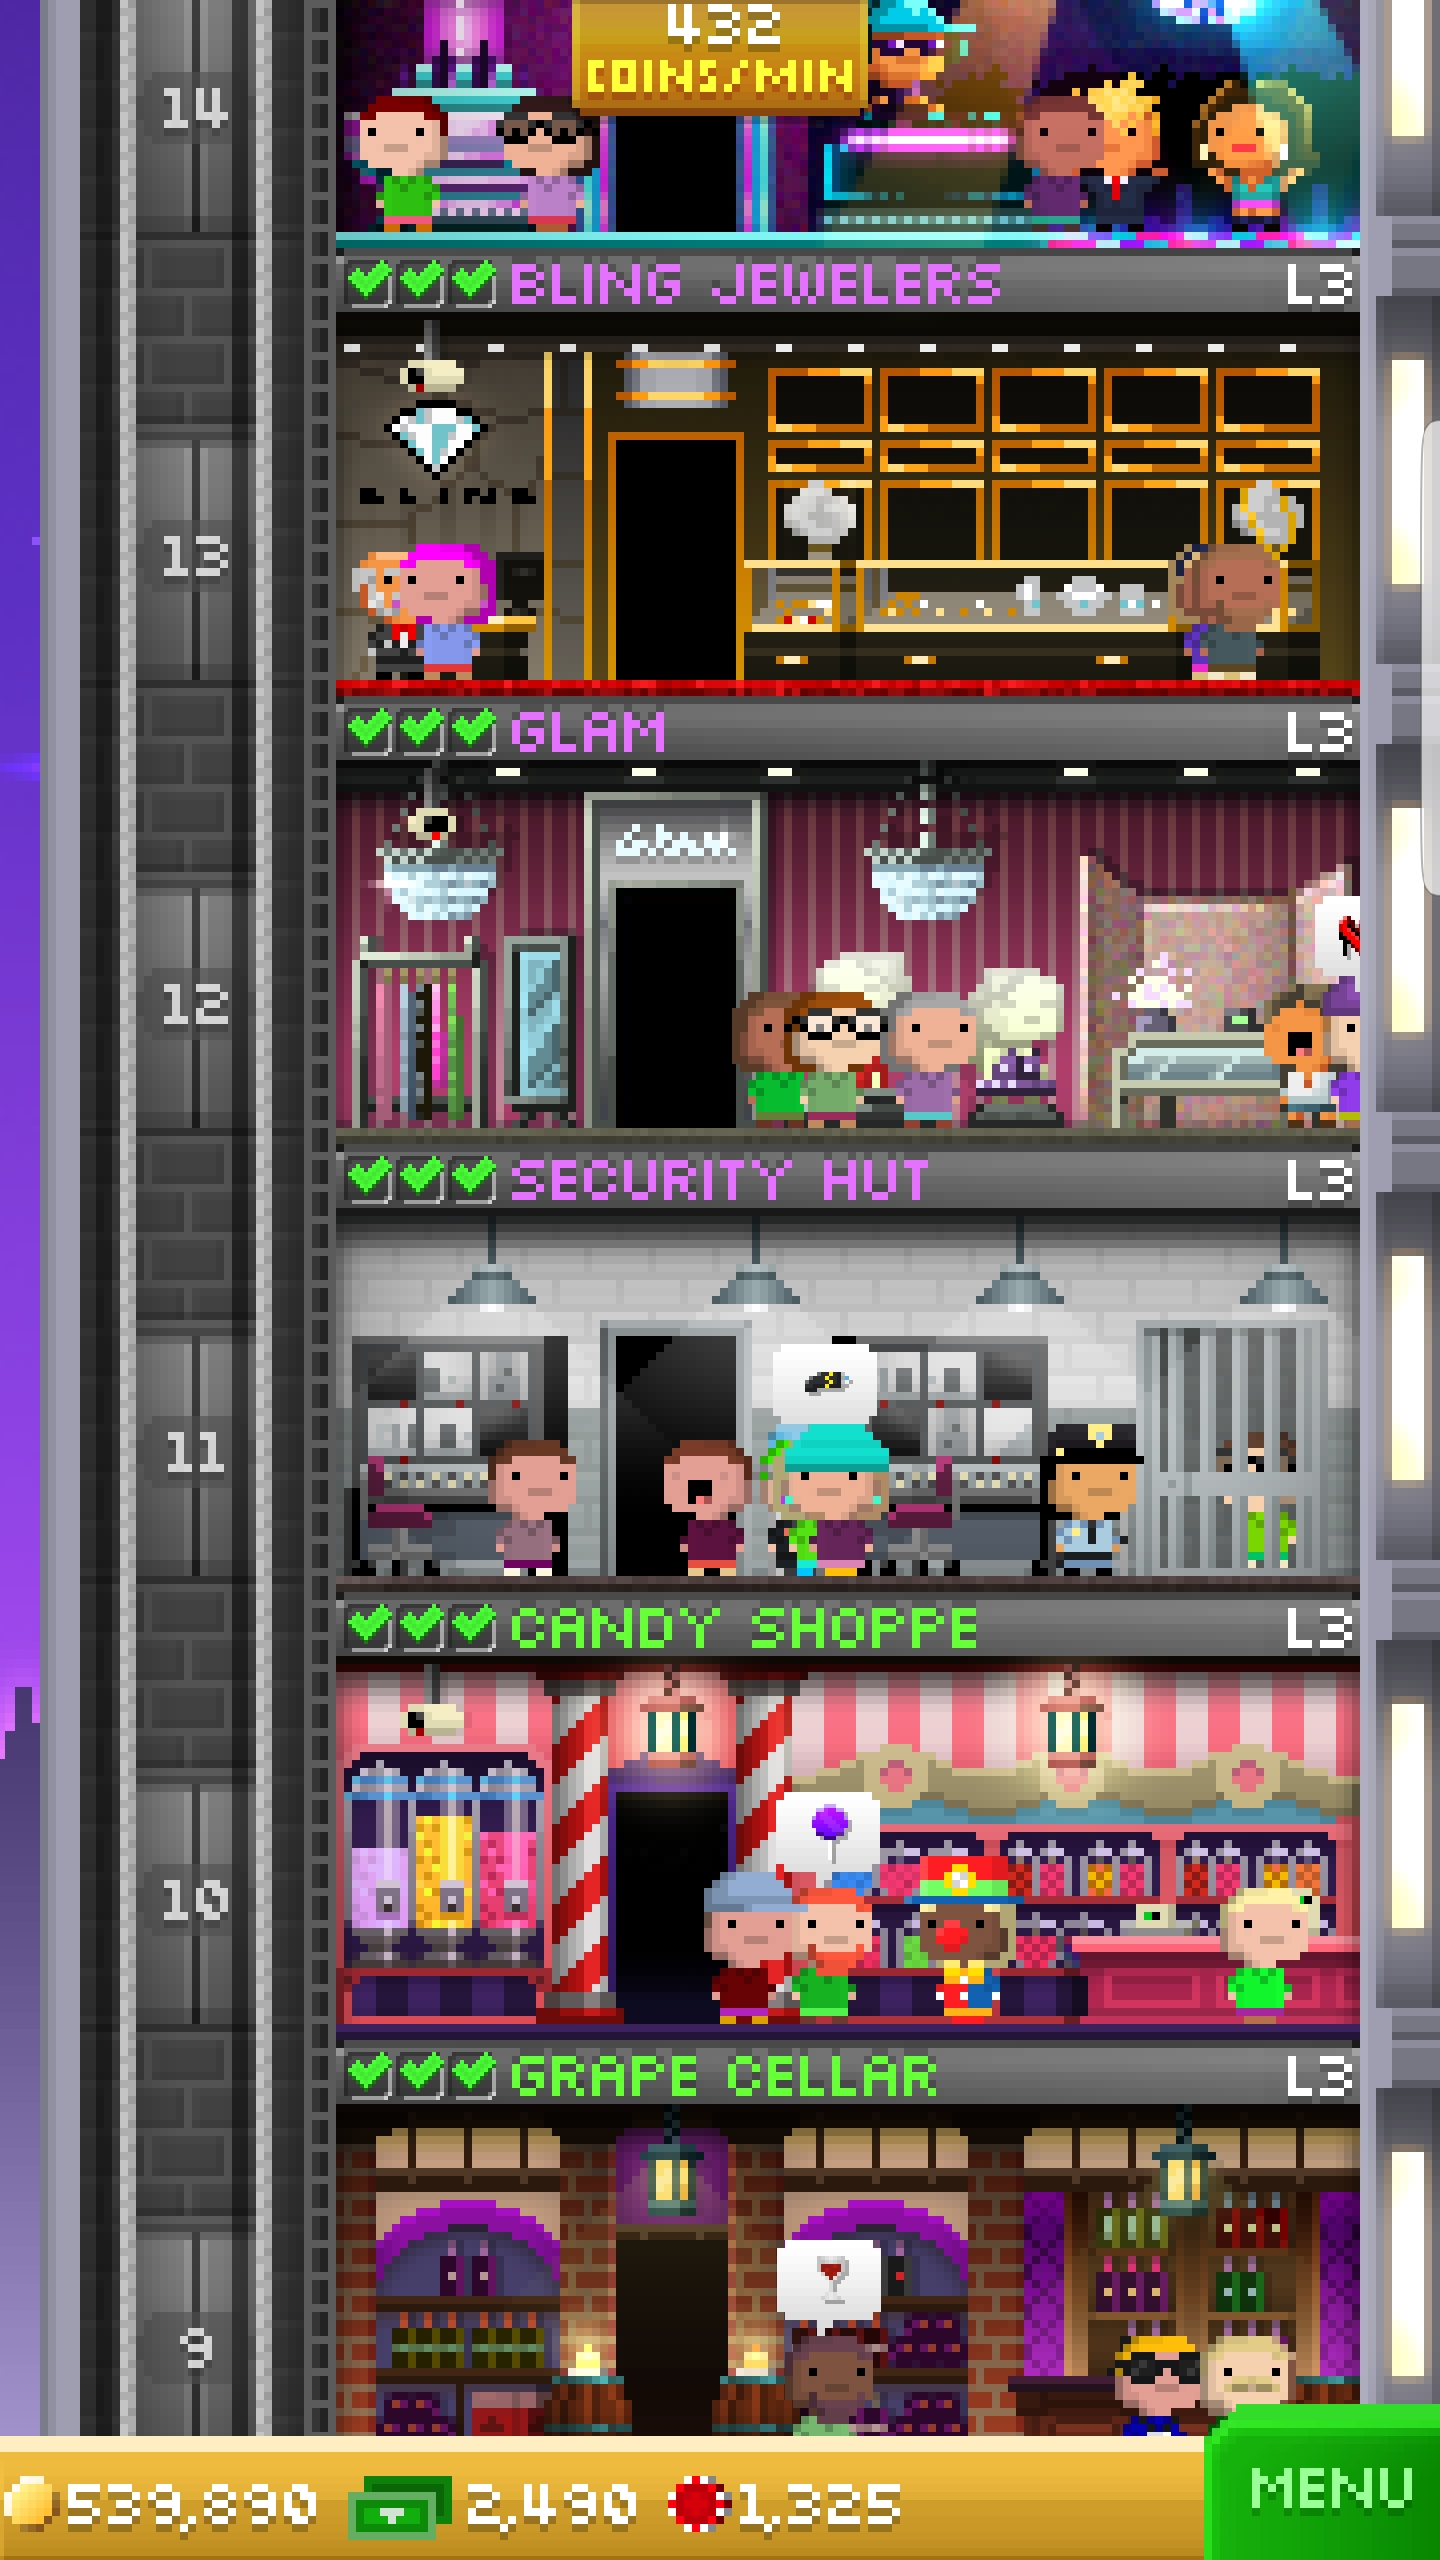 432
COINS/MIN
14
BLING JEWELERS L3
BLING
13
GLAM L3
Glam
12
SECURITY HUT L3
11
CANDY SHOPPE L3
10
GRAPE CELLAR L3
9
539,890 2,490 1,325 MENU